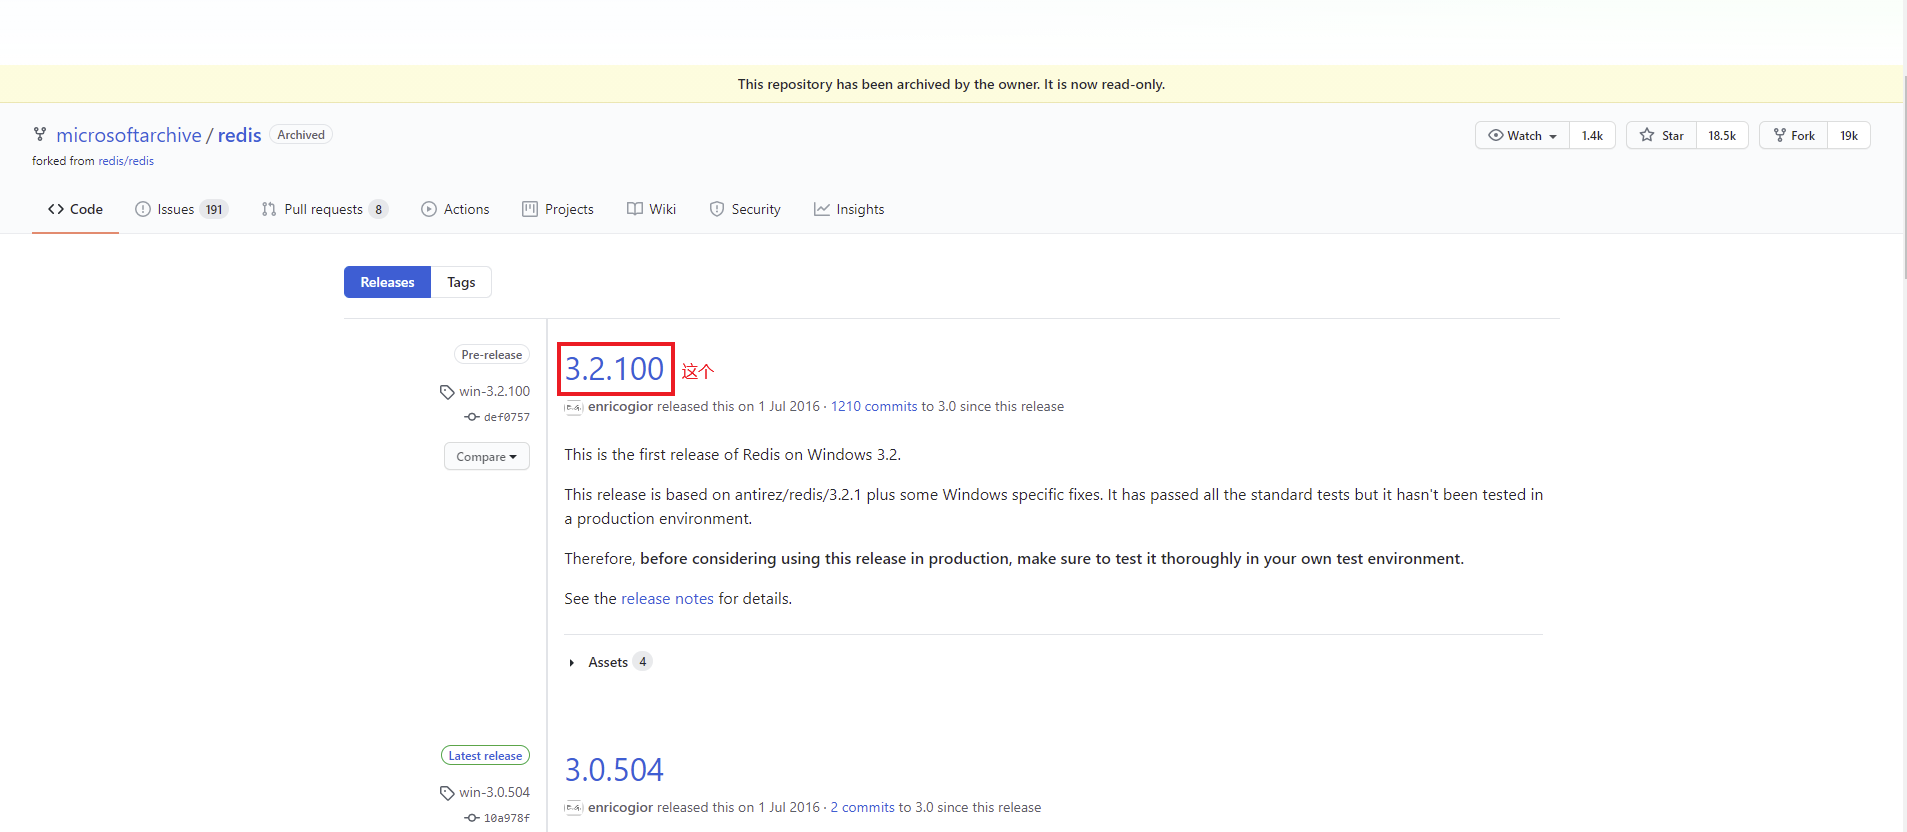 This repository has been archived by the owner. It is now read-only.
microsoftarchive / redis Archived
Watch 1.4k Star 18.5k Fork 19k
forked from redis/redis
Code Issues 191 Pull requests 8 Actions Projects Wiki Security Insights
Releases Tags
Pre-release
win-3.2.100
def0757
Compare
3.2.100 这个
enricogior released this on 1 Jul 2016 · 1210 commits to 3.0 since this release
This is the first release of Redis on Windows 3.2.
This release is based on antirez/redis/3.2.1 plus some Windows specific fixes. It has passed all the standard tests but it hasn't been tested in
a production environment.
Therefore, before considering using this release in production, make sure to test it thoroughly in your own test environment.
See the release notes for details.
Assets 4
Latest release
win-3.0.504
10a978f
3.0.504
enricogior released this on 1 Jul 2016 · 2 commits to 3.0 since this release